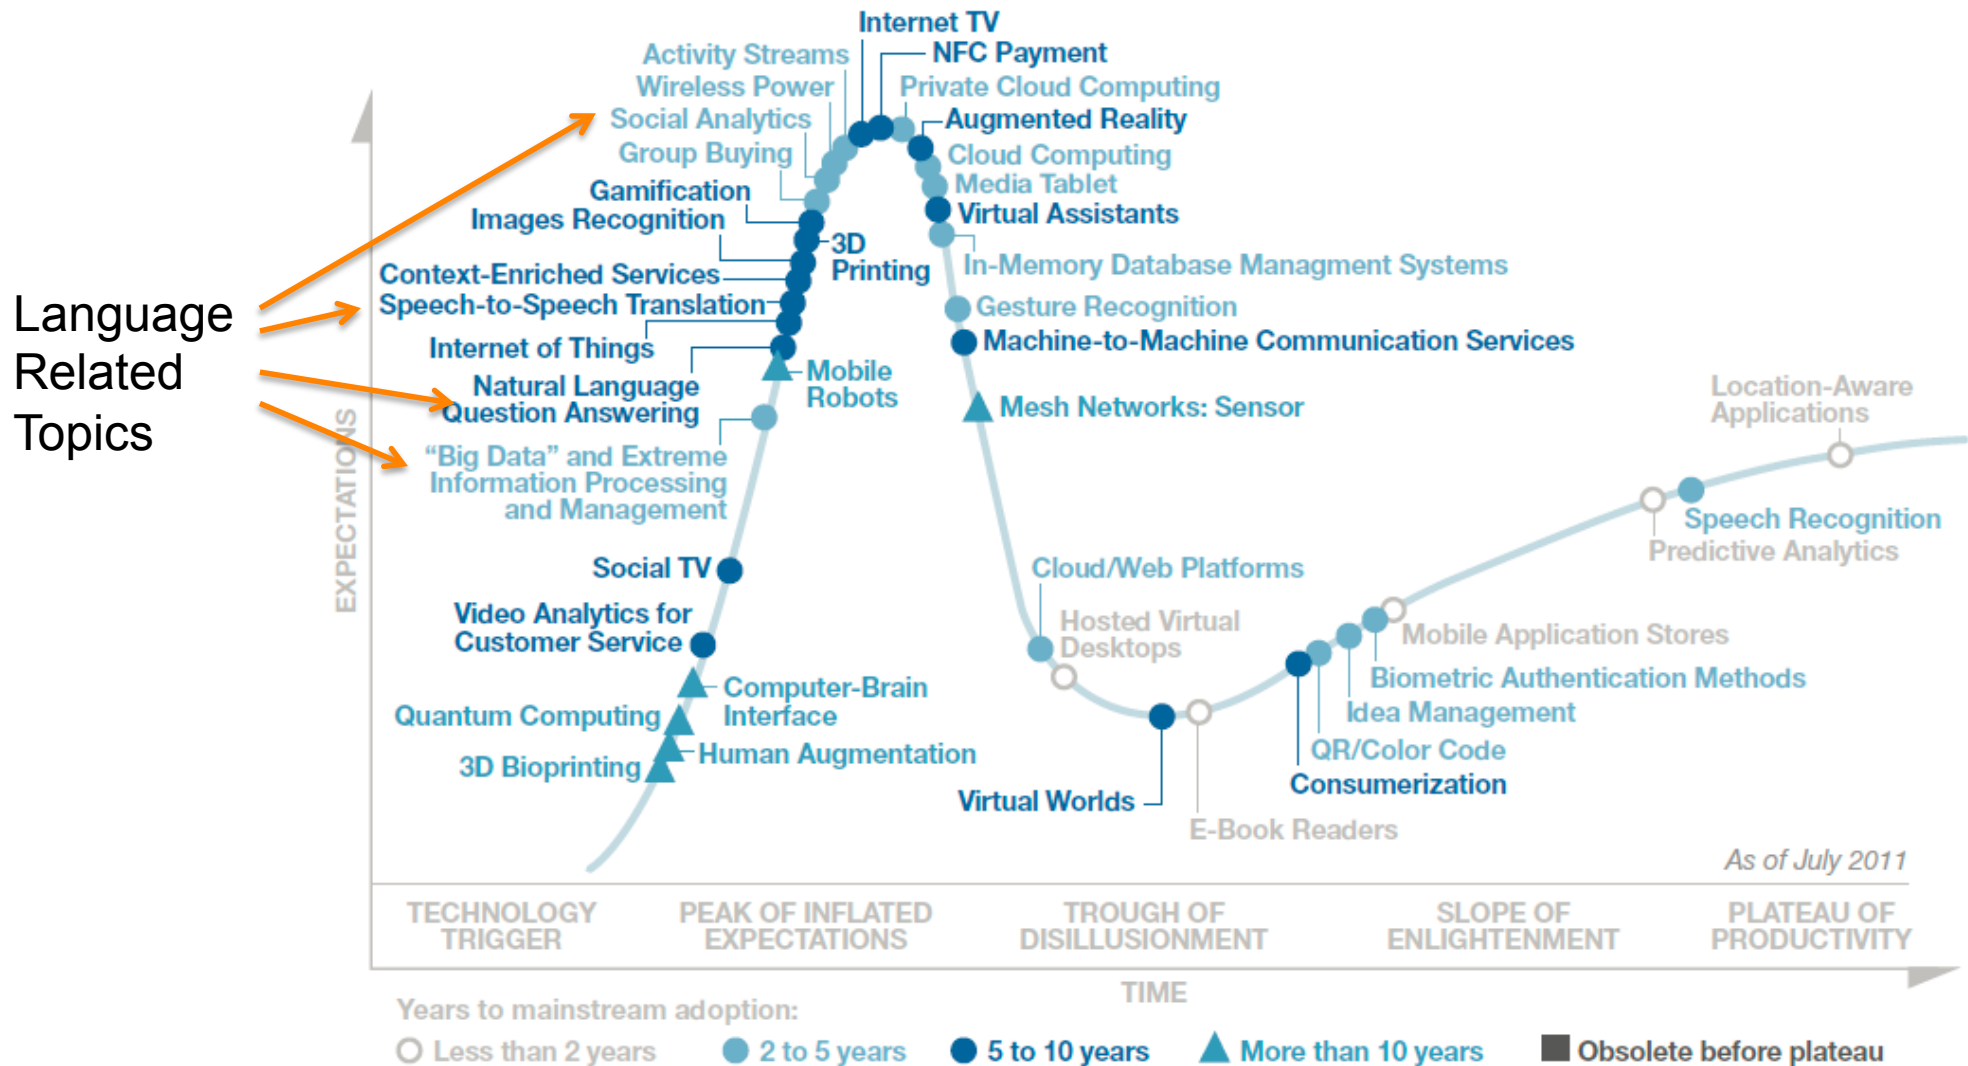 Language
Related
Topics
EXPECTATIONS
Internet TV
Activity Streams
NFC Payment
Wireless Power
Private Cloud Computing
Social Analytics
Augmented Reality
Group Buying
Cloud Computing
Gamification
Media Tablet
Images Recognition
Virtual Assistants
3D
Printing
Context-Enriched Services
In-Memory Database Managment Systems
Speech-to-Speech Translation
Gesture Recognition
Internet of Things
Machine-to-Machine Communication Services
Natural Language
Question Answering
Mobile
Robots
Mesh Networks: Sensor
Location-Aware
Applications
“Big Data” and Extreme
Information Processing
and Management
Speech Recognition
Predictive Analytics
Social TV
Cloud/Web Platforms
Video Analytics for
Customer Service
Hosted Virtual
Desktops
Mobile Application Stores
Computer-Brain
Interface
Biometric Authentication Methods
Quantum Computing
Idea Management
Human Augmentation
QR/Color Code
3D Bioprinting
Consumerization
Virtual Worlds
E-Book Readers
As of July 2011
TECHNOLOGY
TRIGGER
PEAK OF INFLATED
EXPECTATIONS
TROUGH OF
DISILLUSIONMENT
SLOPE OF
ENLIGHTENMENT
PLATEAU OF
PRODUCTIVITY
TIME
Years to mainstream adoption:
Less than 2 years
2 to 5 years
5 to 10 years
More than 10 years
Obsolete before plateau